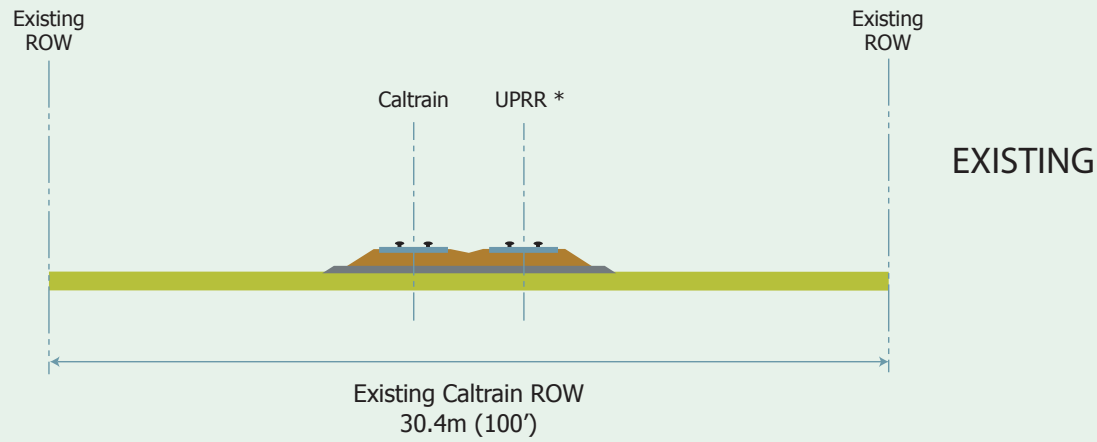 Existing
ROW
Existing
ROW
Caltrain
UPRR *
EXISTING
Existing Caltrain ROW
30.4m (100’)